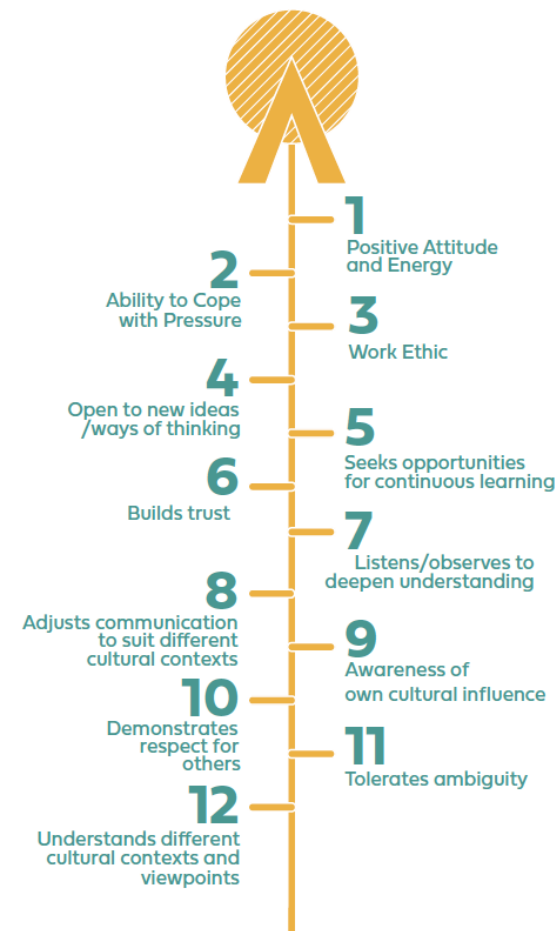 1
Positive Attitude
and Energy
2
Ability to Cope
with Pressure
3
Work Ethic
4
Open to new ideas
/ways of thinking
5
Seeks opportunities
for continuous learning
6
Builds trust
7
Listens/observes to
deepen understanding
8
Adjusts communication
to suit different
cultural contexts
9
Awareness of
own cultural influence
10
Demonstrates
respect for
others
11
Tolerates ambiguity
12
Understands different
cultural contexts and
viewpoints